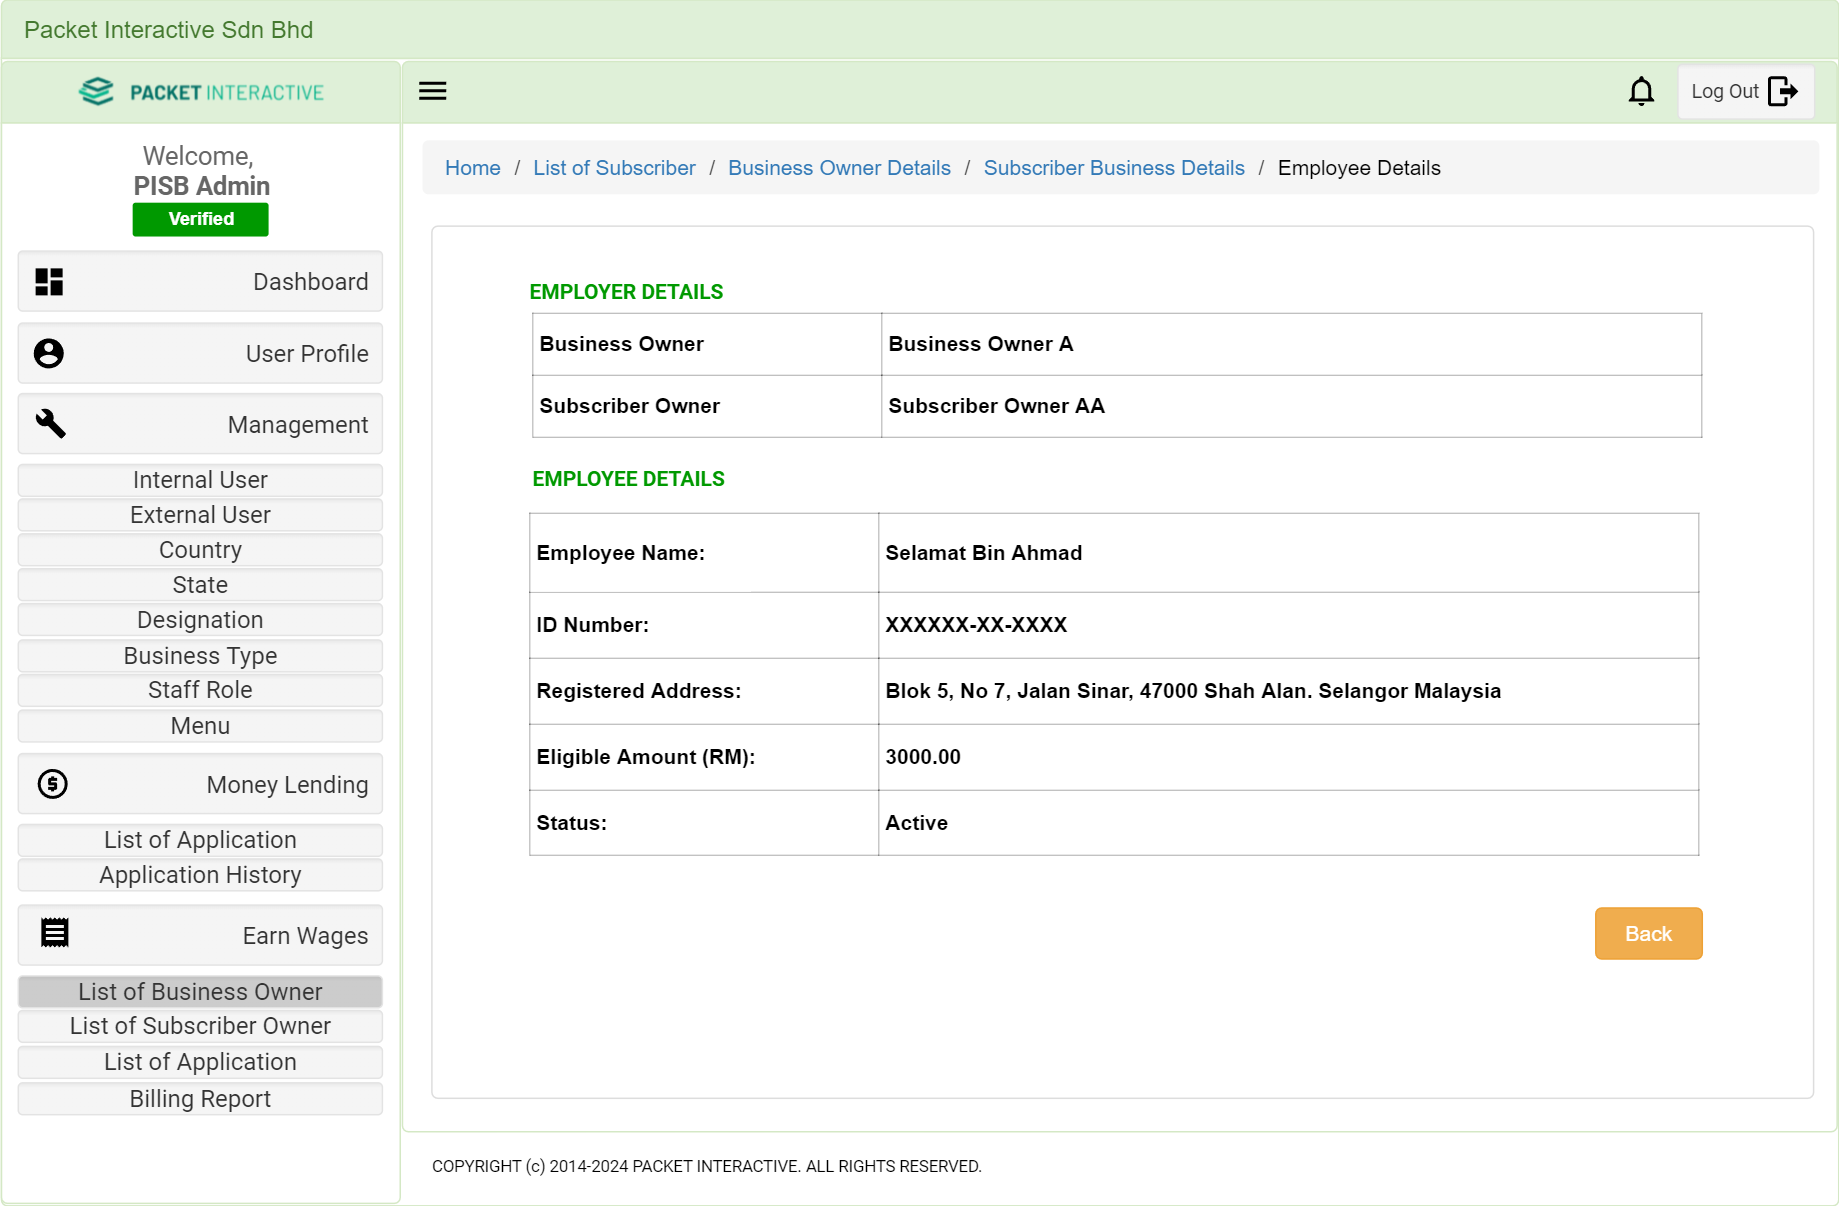 Packet Interactive Sdn Bhd
PACKET INTERACTIVE
Log Out
Welcome,
PISB Admin
Verified
Dashboard
User Profile
Management
Internal User
External User
Country
State
Designation
Business Type
Staff Role
Menu
Money Lending
List of Application
Application History
Earn Wages
List of Business Owner
List of Subscriber Owner
List of Application
Billing Report
Home / List of Subscriber / Business Owner Details / Subscriber Business Details / Employee Details
EMPLOYER DETAILS
Business Owner Business Owner A
Subscriber Owner Subscriber Owner AA
EMPLOYEE DETAILS
Employee Name: Selamat Bin Ahmad
ID Number: XXXXXX-XX-XXXX
Registered Address: Blok 5, No 7, Jalan Sinar, 47000 Shah Alan. Selangor Malaysia
Eligible Amount (RM): 3000.00
Status: Active
Back
COPYRIGHT (c) 2014-2024 PACKET INTERACTIVE. ALL RIGHTS RESERVED.